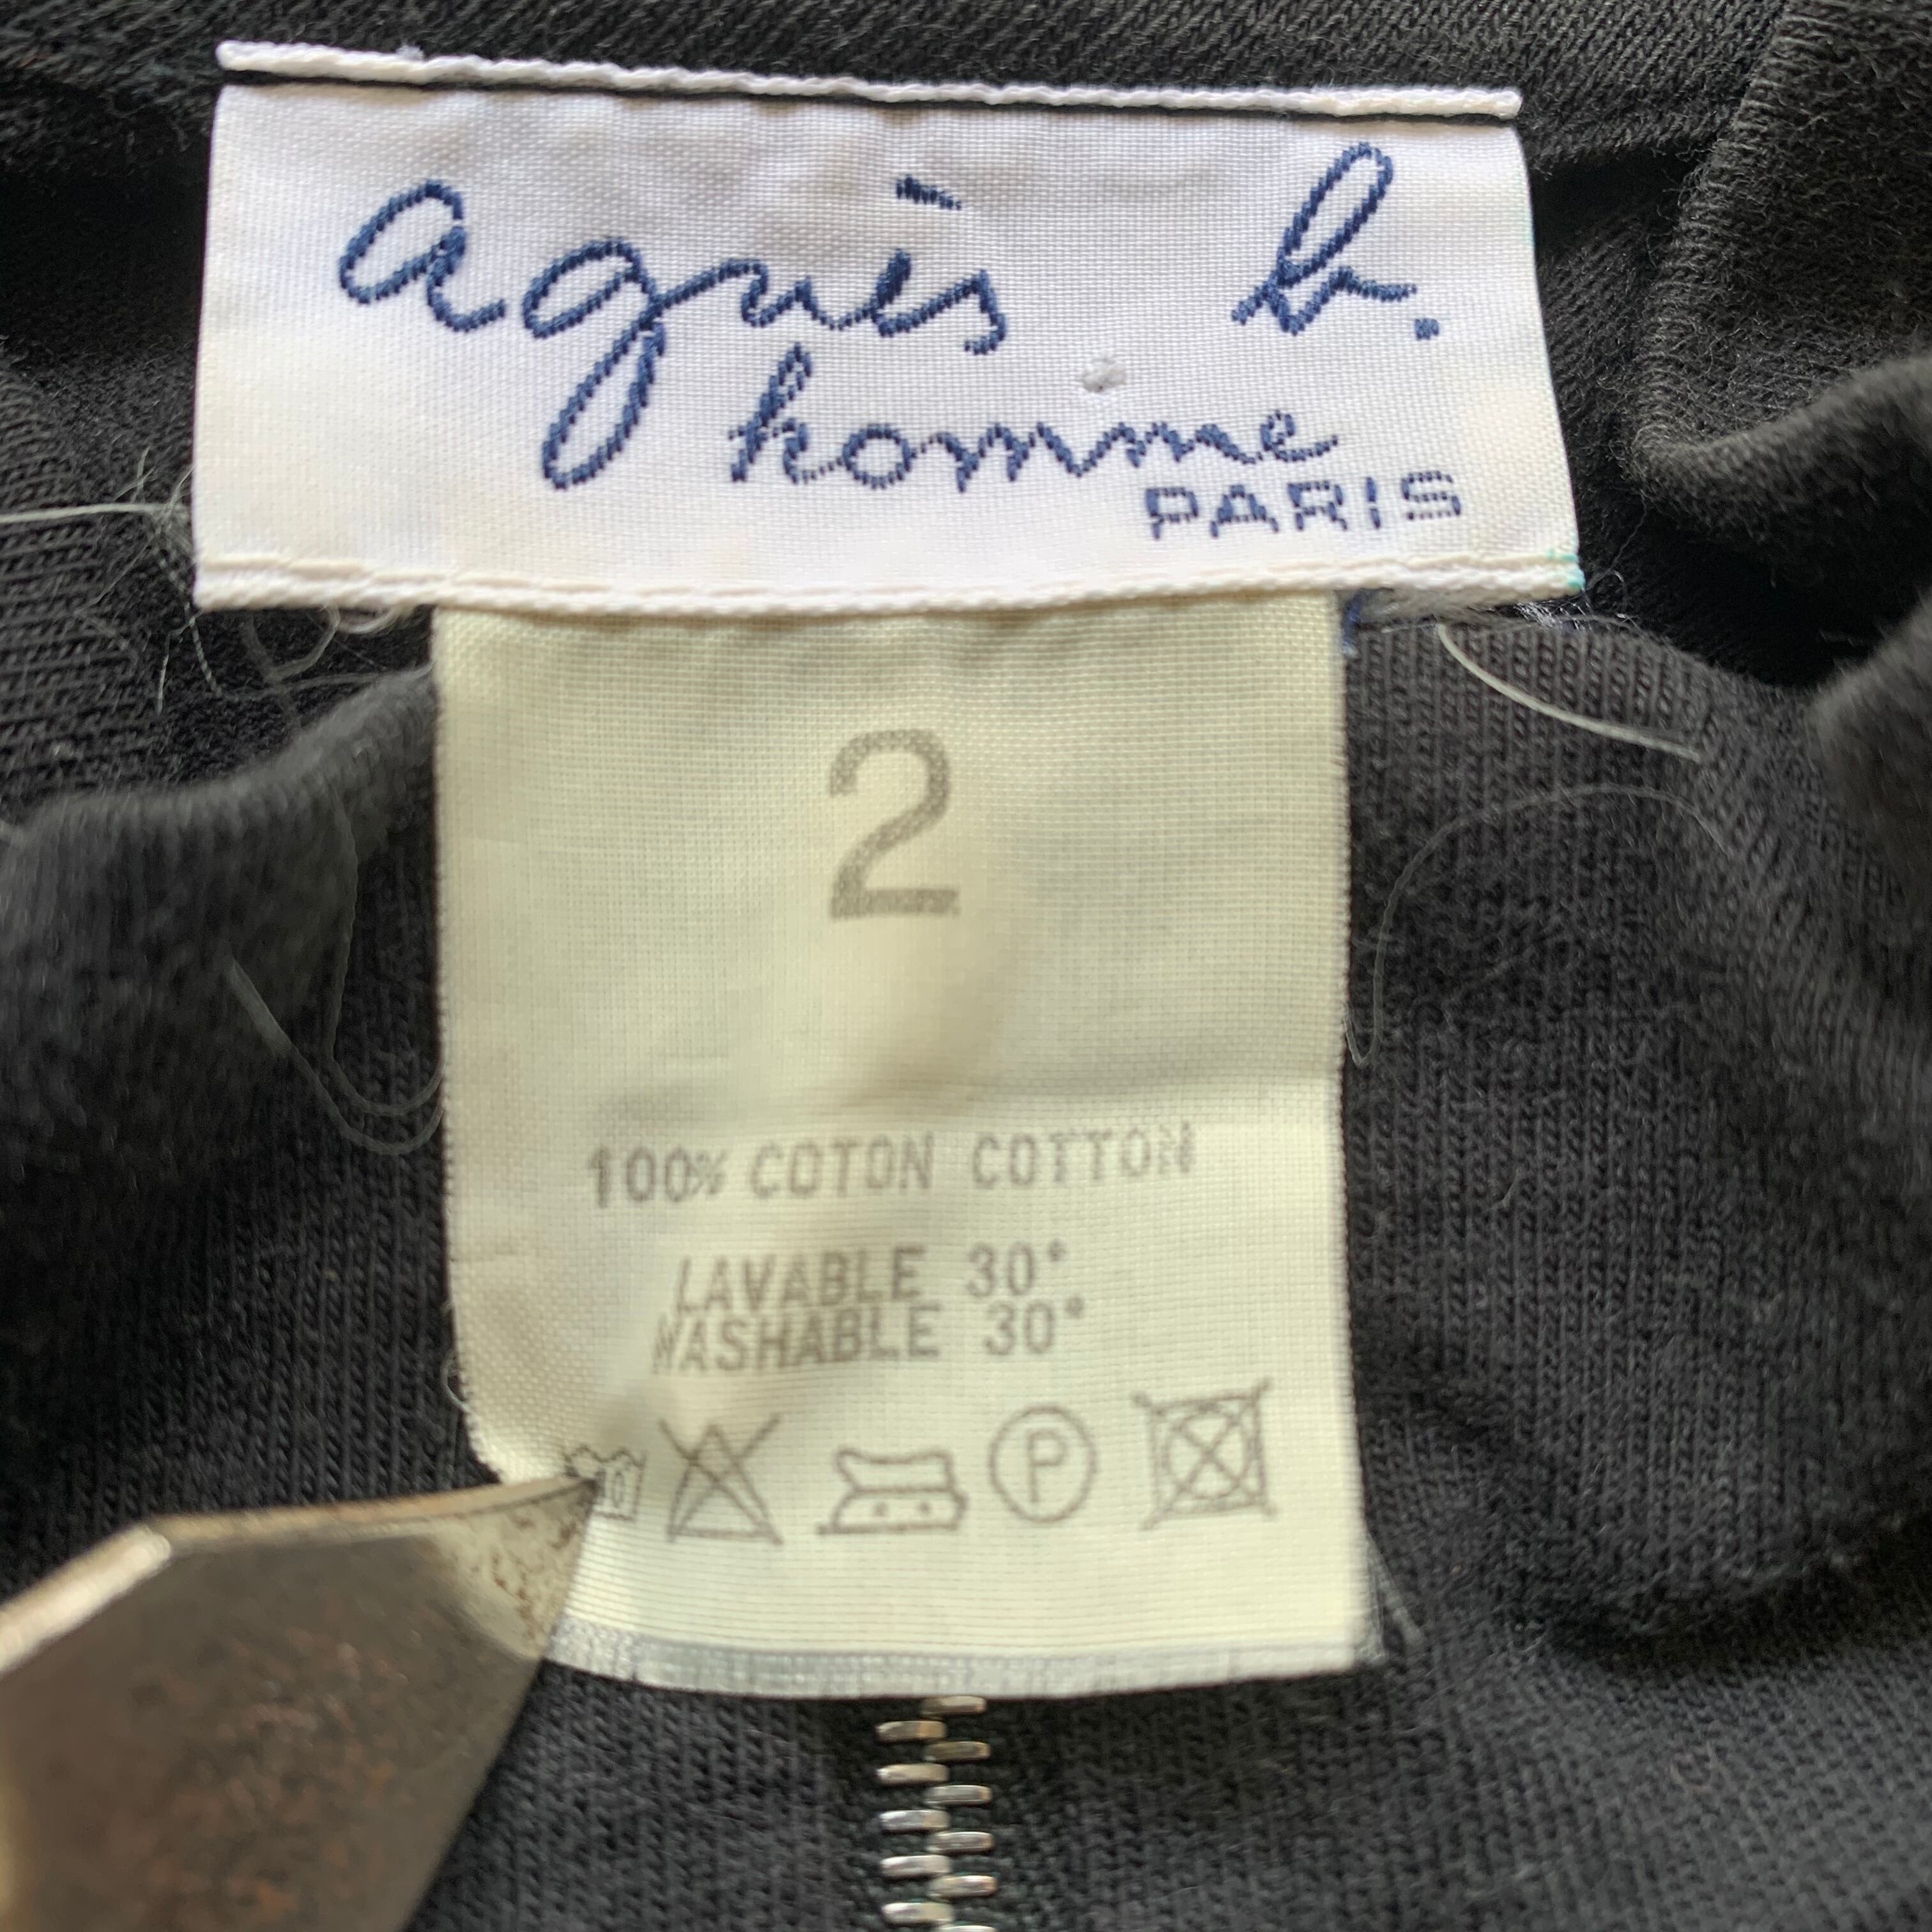 agnès b.
homme
PARIS
2
100% COTON COTTON
LAVABLE 30°
WASHABLE 30°
P